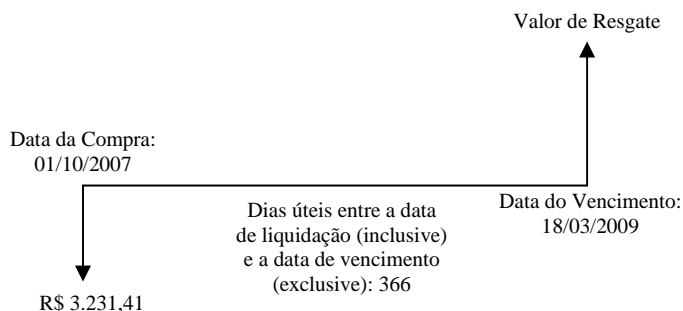 Valor de Resgate
Data da Compra:
01/10/2007
Dias úteis entre a data
de liquidação (inclusive)
e a data de vencimento
(exclusive): 366
Data do Vencimento:
18/03/2009
R$ 3.231,41